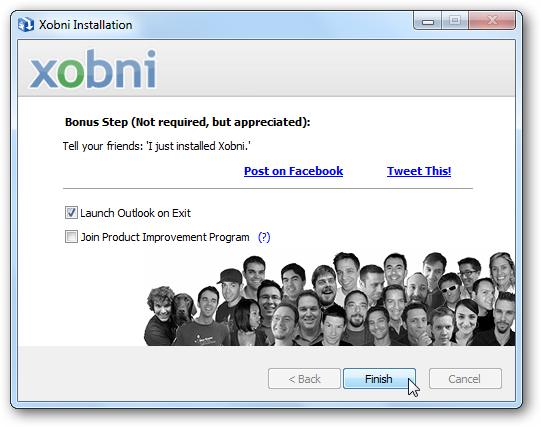 Xobni Installation
xobni
Bonus Step (Not required, but appreciated):
Tell your friends: 'I just installed Xobni.'
Post on Facebook Tweet This!
Launch Outlook on Exit
Join Product Improvement Program (?)
< Back Finish Cancel